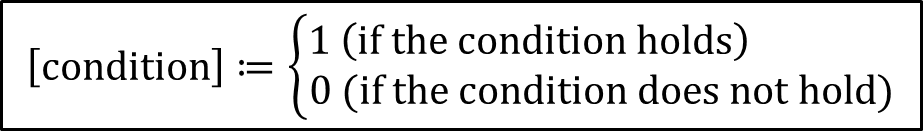 [condition] ≔ {1 (if the condition holds)
0 (if the condition does not hold)